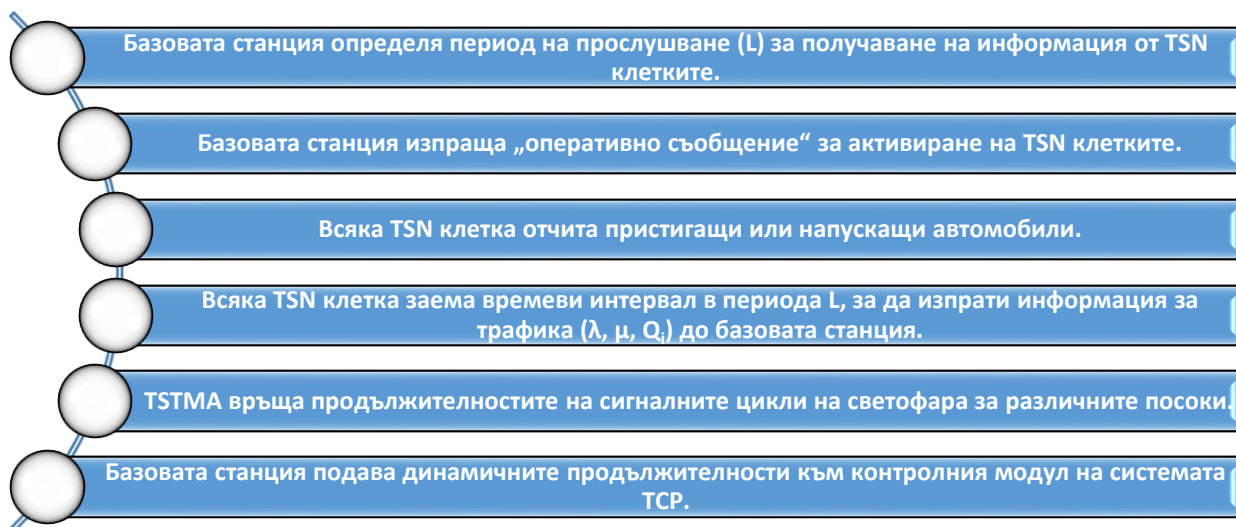 Базовата станция определя период на прослушване (L) за получаване на информация от TSN
клетките.
Базовата станция изпраща „оперативно съобщение“ за активиране на TSN клетките.
Всяка TSN клетка отчита пристигащи или напускащи автомобили.
Всяка TSN клетка заема времеви интервал в периода L, за да изпрати информация за
трафика (λ, μ, Qᵢ) до базовата станция.
TSTMA връща продължителностите на сигналните цикли на светофара за различните посоки.
Базовата станция подава динамичните продължителности към контролния модул на системата
TCP.